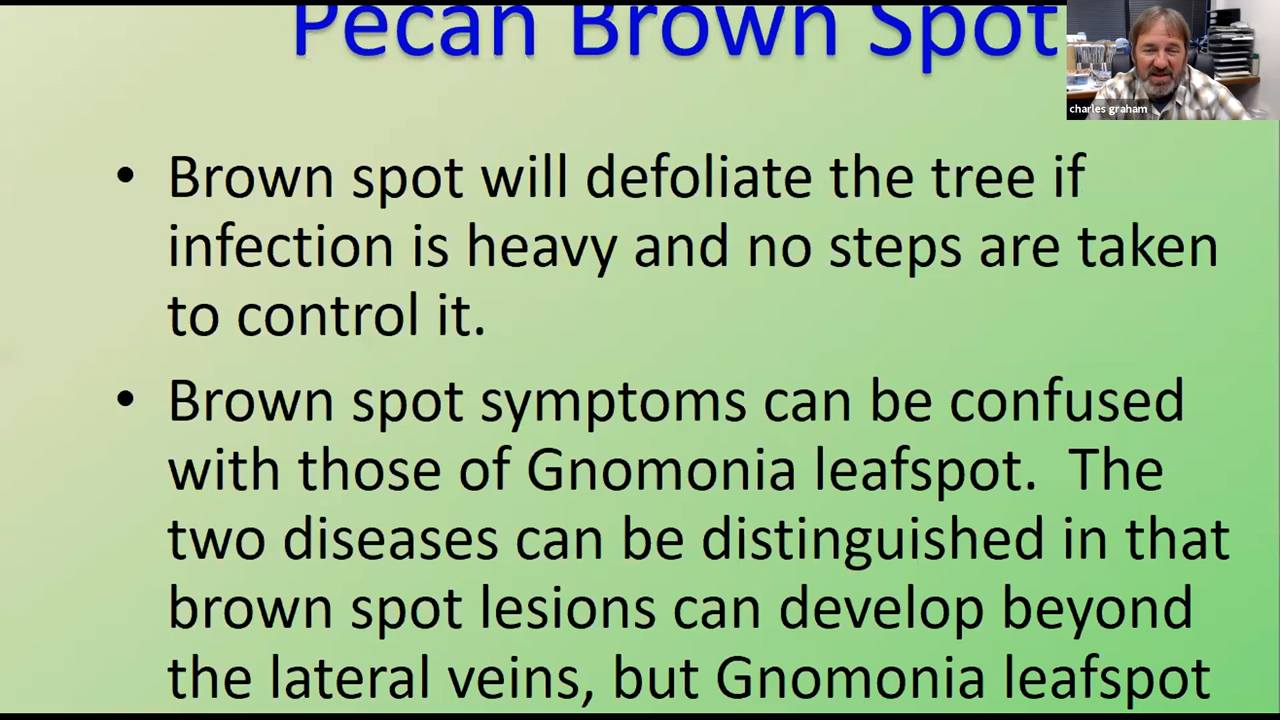 Pecan Brown Spot
charles graham
• Brown spot will defoliate the tree if
infection is heavy and no steps are taken
to control it.
• Brown spot symptoms can be confused
with those of Gnomonia leafspot.  The
two diseases can be distinguished in that
brown spot lesions can develop beyond
the lateral veins, but Gnomonia leafspot